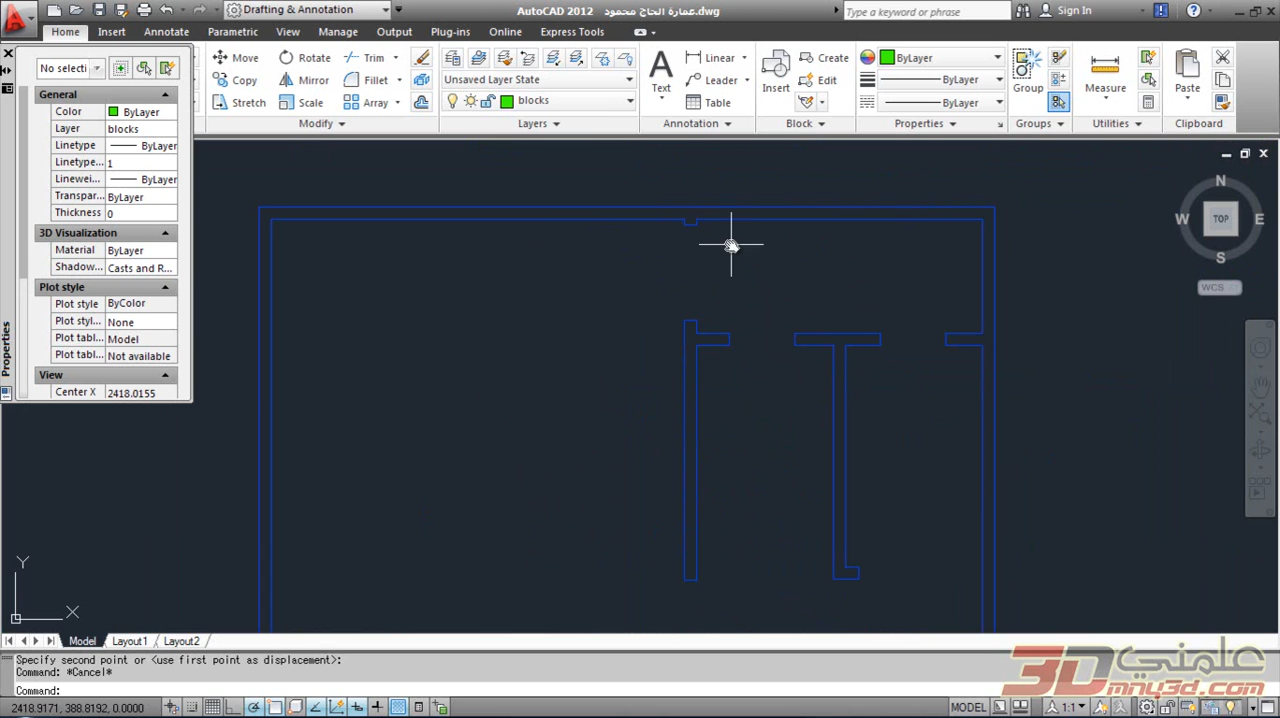 Drafting & Annotation
AutoCAD 2012 عمارة الحاج محمود.dwg
Type a keyword or phrase
Sign In
Home Insert Annotate Parametric View Manage Output Plug-ins Online Express Tools
Move Rotate Trim
Copy Mirror Fillet
Stretch Scale Array
Modify
Unsaved Layer State
blocks
Layers
Text
Linear
Leader
Table
Annotation
Insert
Create
Edit
Block
ByLayer
ByLayer
ByLayer
Properties
Group
Groups
Measure
Utilities
Paste
Clipboard
No selecti
General
Color ByLayer
Layer blocks
Linetype ByLayer
Linetype... 1
Linewei... ByLayer
Transpar... ByLayer
Thickness 0
3D Visualization
Material ByLayer
Shadow... Casts and R...
Plot style
Plot style ByColor
Plot styl... None
Plot tabl... Model
Plot tabl... Not available
View
Center X 2418.0155
Properties
N
W TOP E
S
WCS
Y
X
Model Layout1 Layout2
Specify second point or <use first point as displacement>:
Command: *Cancel*
Command:
2418.9171, 388.8192, 0.0000
MODEL
1:1
علمني
3D
mny3d.com